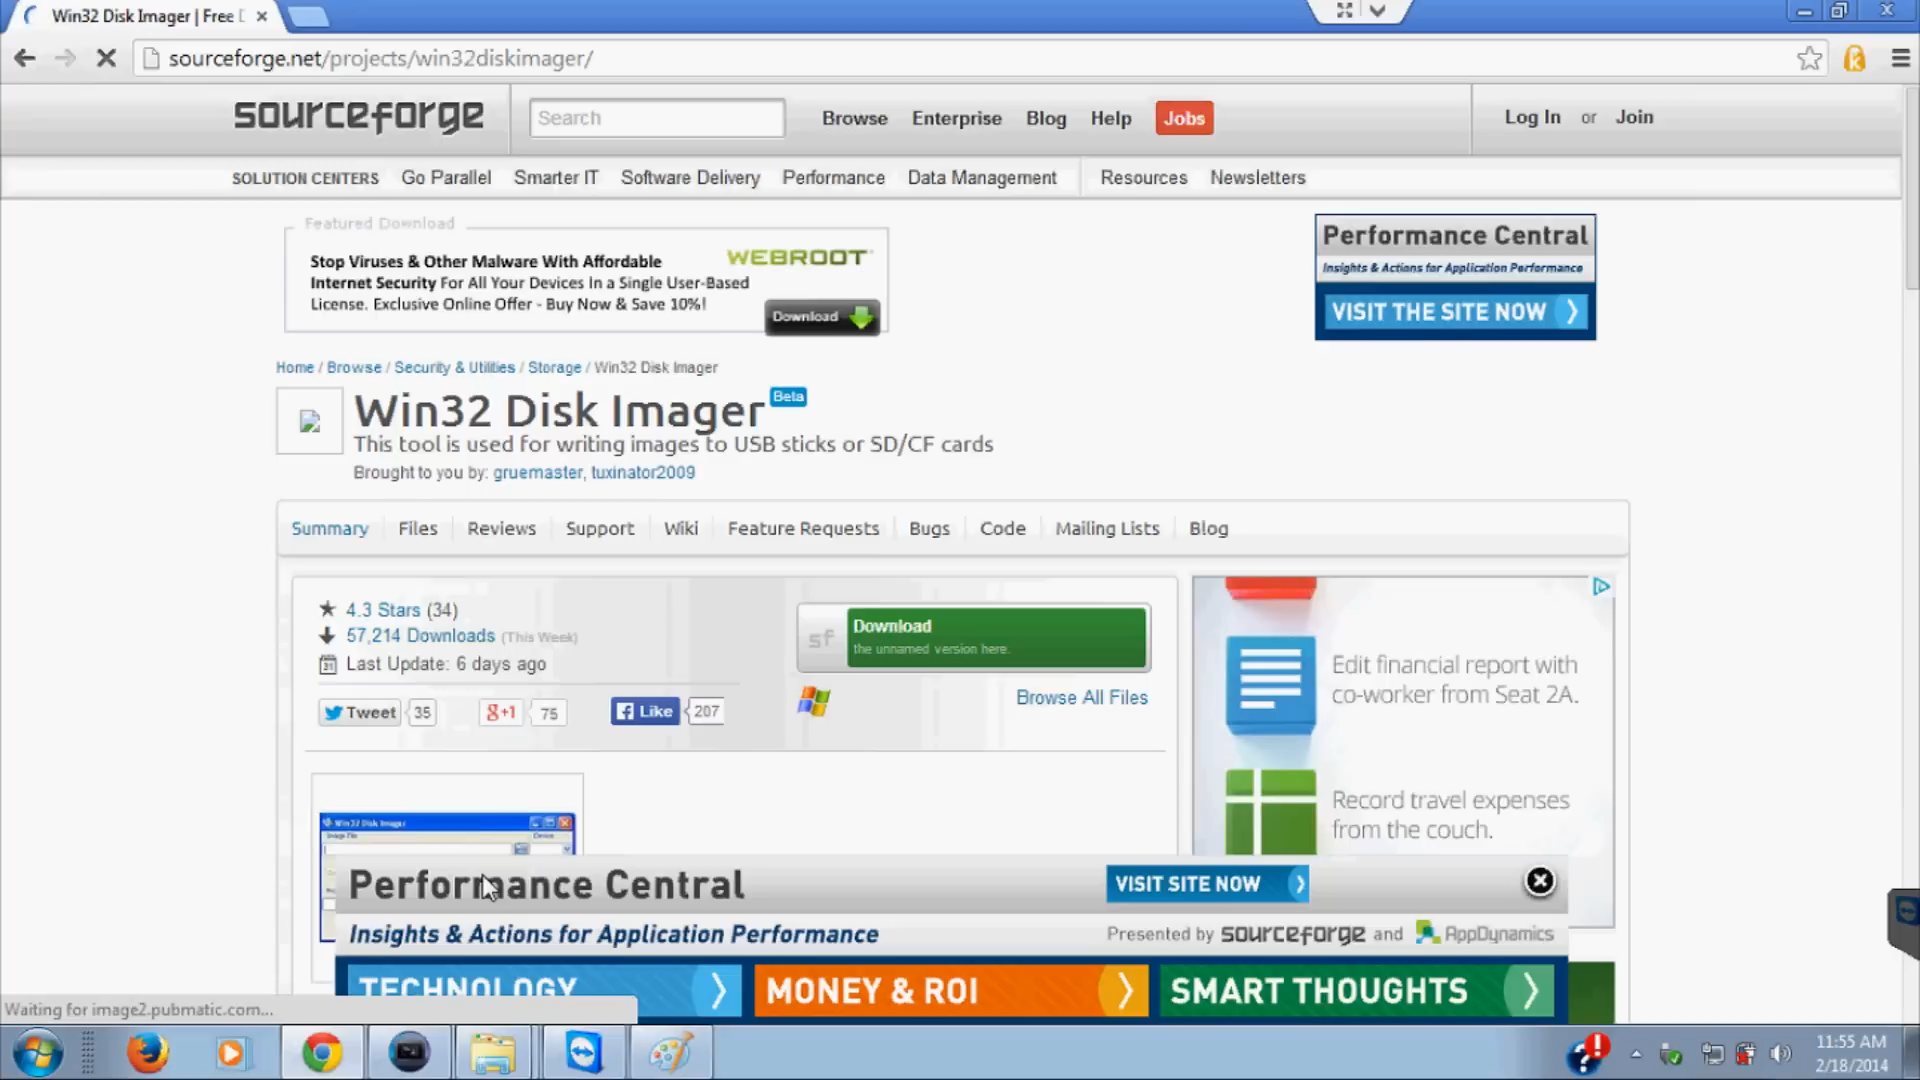 Win32 Disk Imager | Free D
sourceforge.net/projects/win32diskimager/
sourceforge
Search
Browse Enterprise Blog Help Jobs
Log In or Join
SOLUTION CENTERS Go Parallel Smarter IT Software Delivery Performance Data Management Resources Newsletters
Featured Download
Stop Viruses & Other Malware With Affordable
Internet Security For All Your Devices In a Single User-Based
License. Exclusive Online Offer - Buy Now & Save 10%!
WEBROOT
Download
Performance Central
Insights & Actions for Application Performance
VISIT THE SITE NOW
Home / Browse / Security & Utilities / Storage / Win32 Disk Imager
Win32 Disk Imager Beta
This tool is used for writing images to USB sticks or SD/CF cards
Brought to you by: gruemaster, tuxinator2009
Summary Files Reviews Support Wiki Feature Requests Bugs Code Mailing Lists Blog
4.3 Stars (34)
57,214 Downloads (This Week)
31 Last Update: 6 days ago
Tweet 35 g+1 75 Like 207
sf Download
the unnamed version here.
Browse All Files
Edit financial report with
co-worker from Seat 2A.
Record travel expenses
from the couch.
Win32 Disk Imager
Image File Device
Performance Central
VISIT SITE NOW
Insights & Actions for Application Performance
Presented by sourceforge and AppDynamics
TECHNOLOGY MONEY & ROI SMART THOUGHTS
Waiting for image2.pubmatic.com...
11:55 AM
2/18/2014